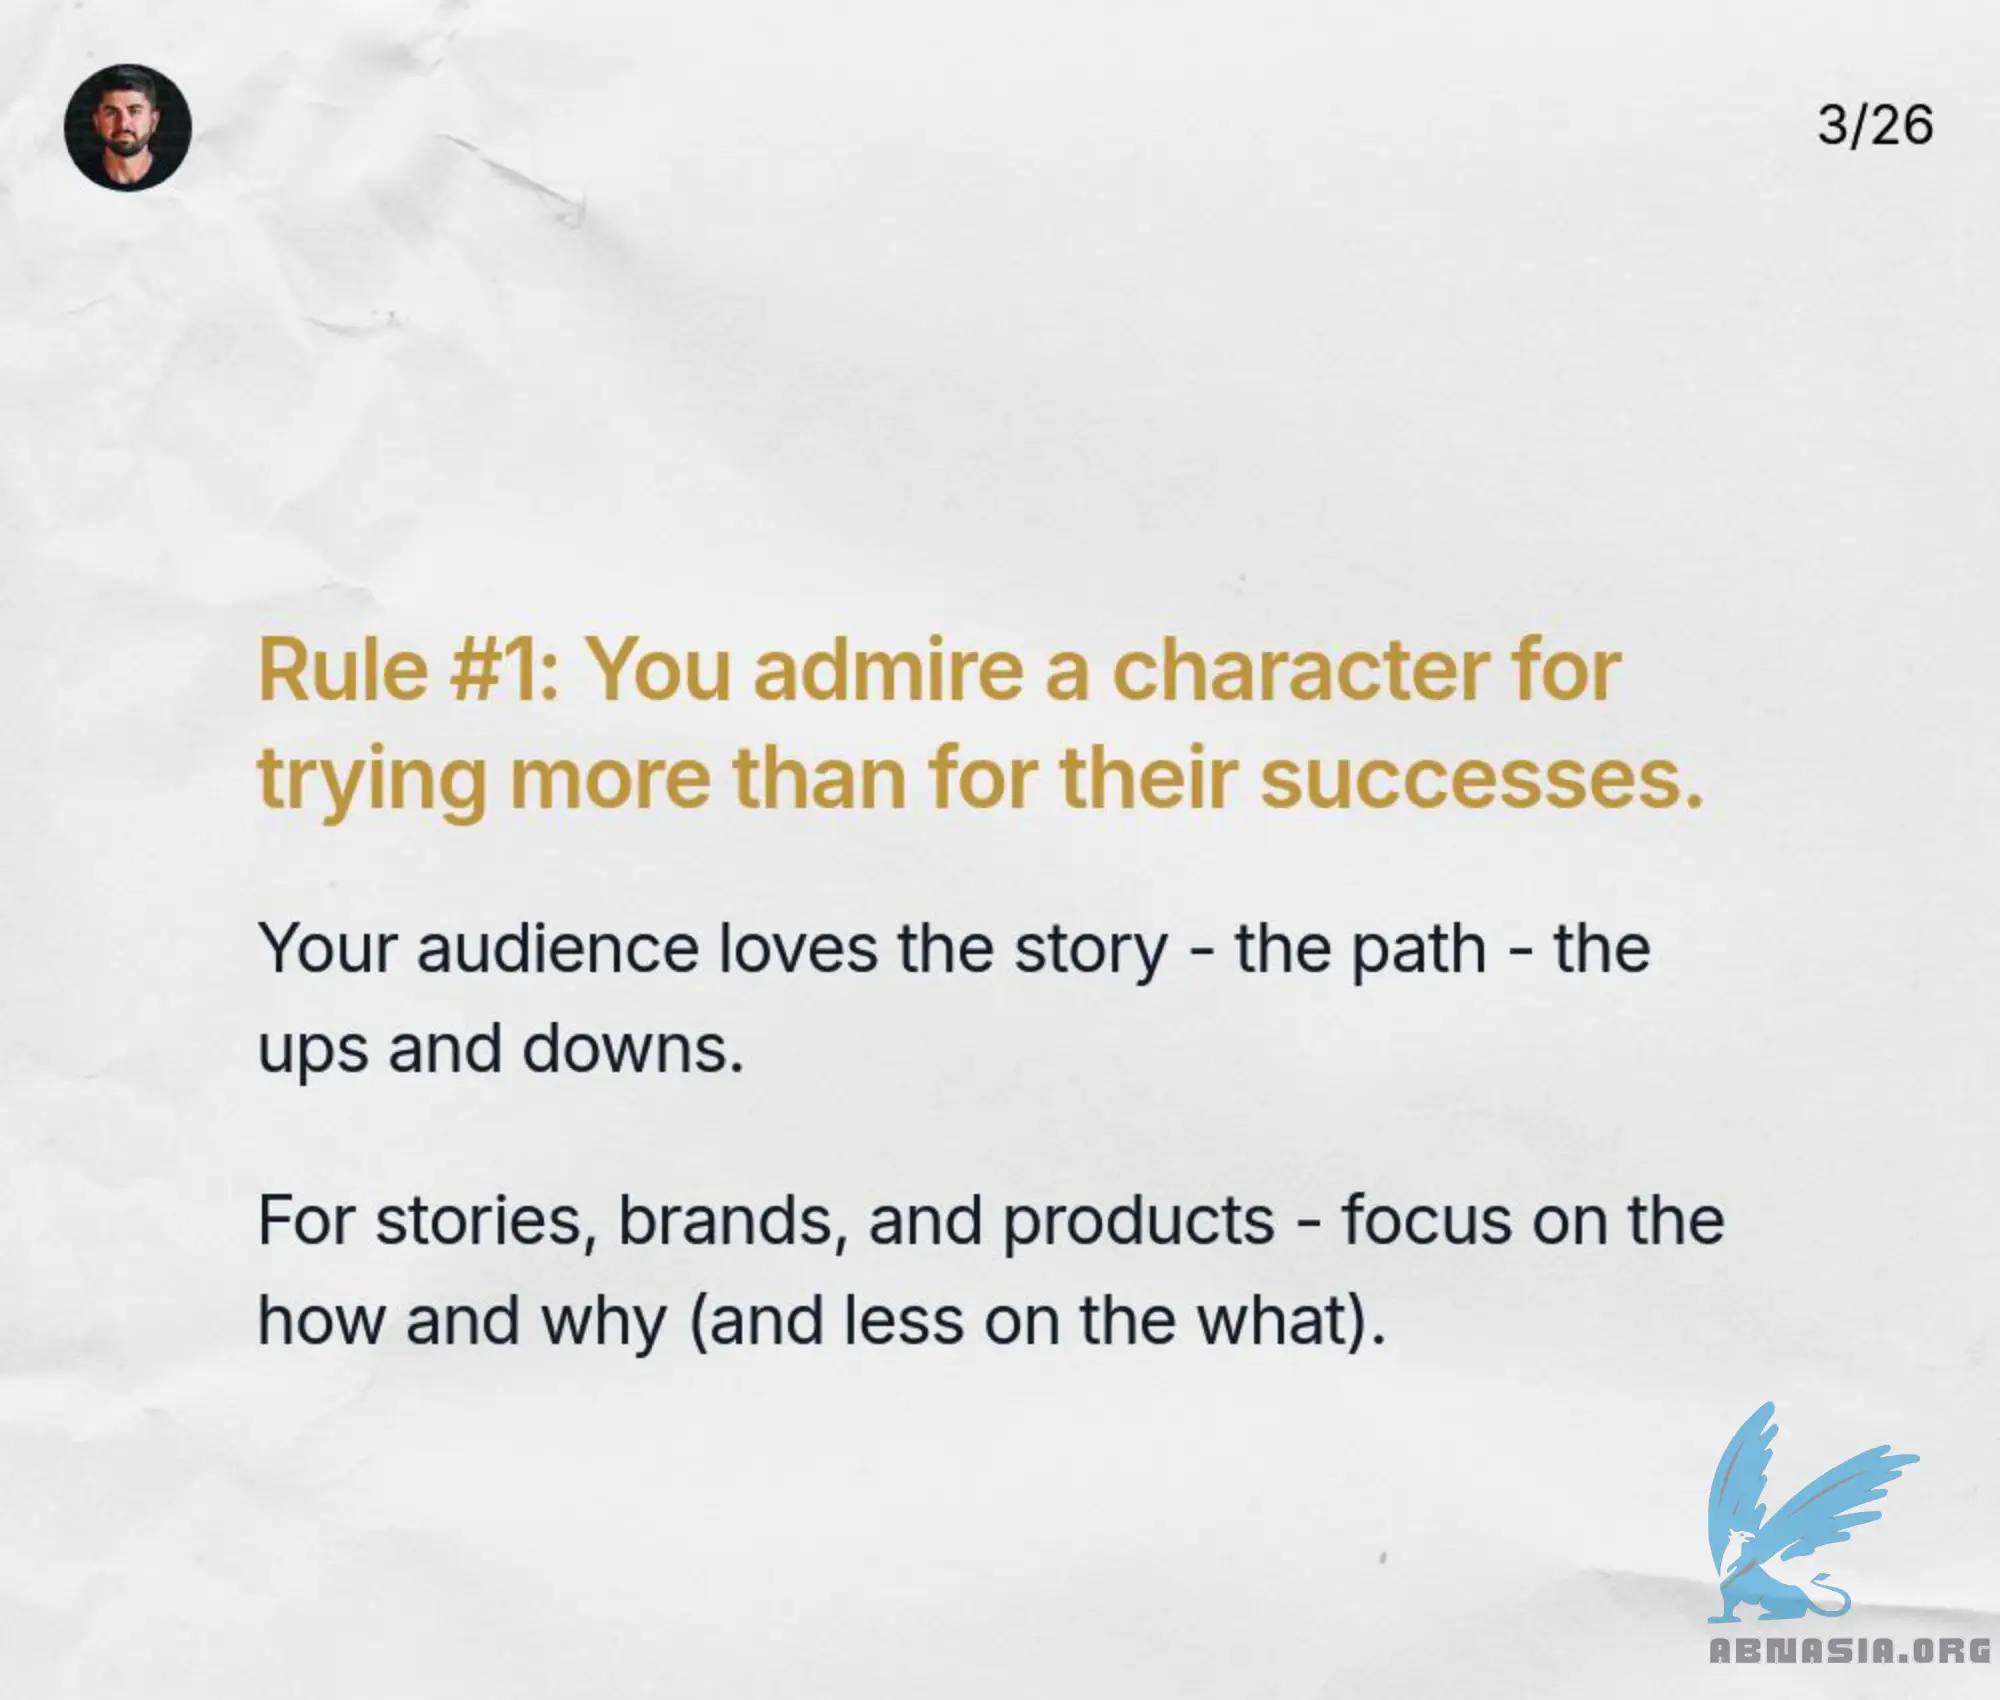 3/26
Rule #1: You admire a character for
trying more than for their successes.
Your audience loves the story - the path - the
ups and downs.
For stories, brands, and products - focus on the
how and why (and less on the what).
ABNASIA.ORG